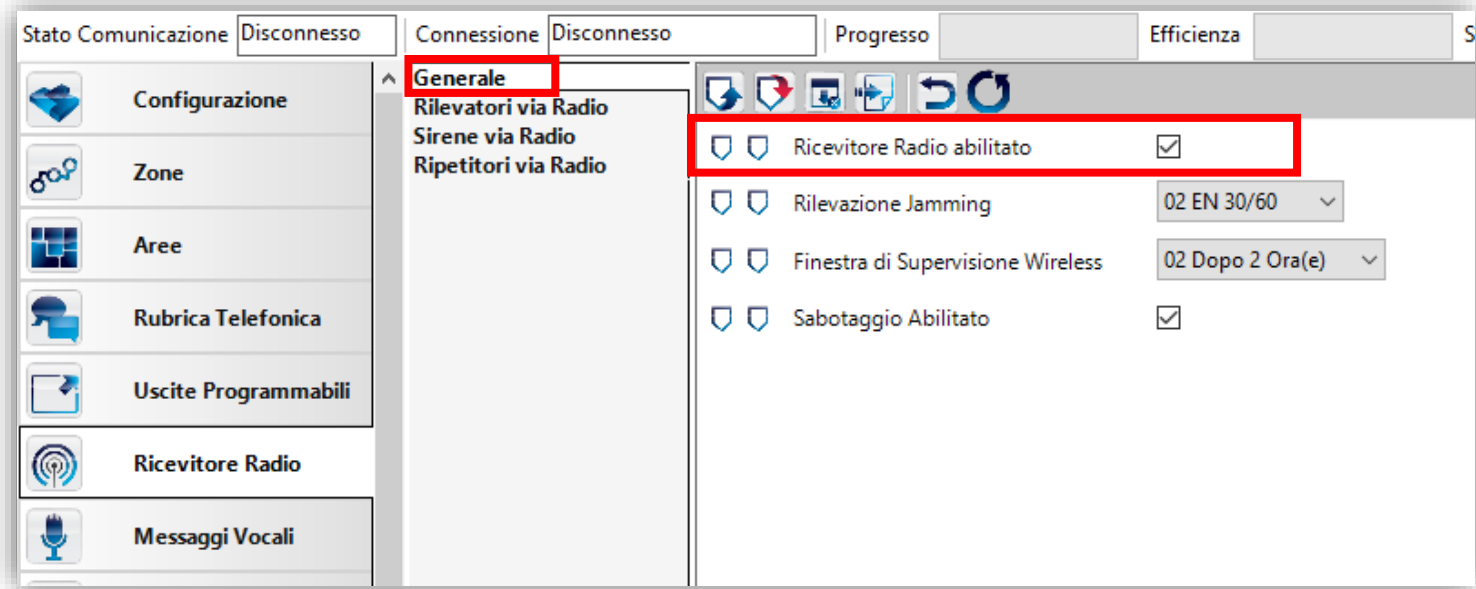 Stato Comunicazione Disconnesso Connessione Disconnesso Progresso Efficienza S
Configurazione
Zone
Aree
Rubrica Telefonica
Uscite Programmabili
Ricevitore Radio
Messaggi Vocali
Generale
Rilevatori via Radio
Sirene via Radio
Ripetitori via Radio
Ricevitore Radio abilitato
Rilevazione Jamming 02 EN 30/60
Finestra di Supervisione Wireless 02 Dopo 2 Ora(e)
Sabotaggio Abilitato